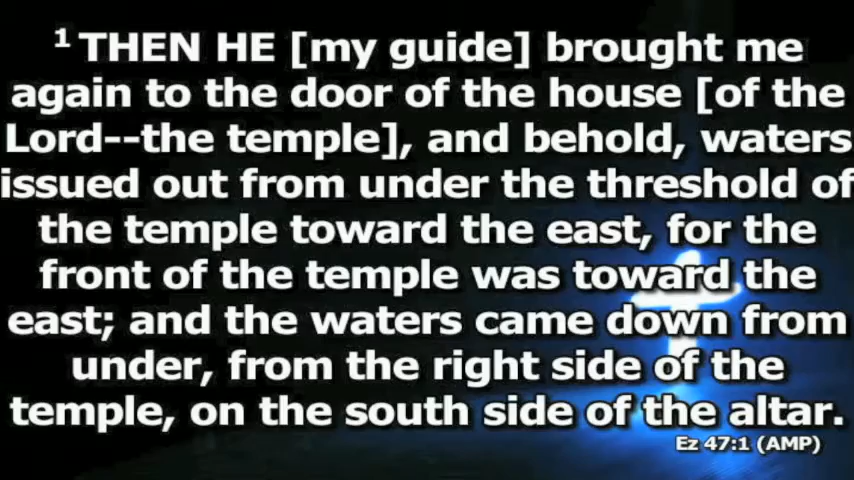 1 THEN HE [my guide] brought me
again to the door of the house [of the
Lord--the temple], and behold, waters
issued out from under the threshold of
the temple toward the east, for the
front of the temple was toward the
east; and the waters came down from
under, from the right side of the
temple, on the south side of the altar.
Ez 47:1 (AMP)